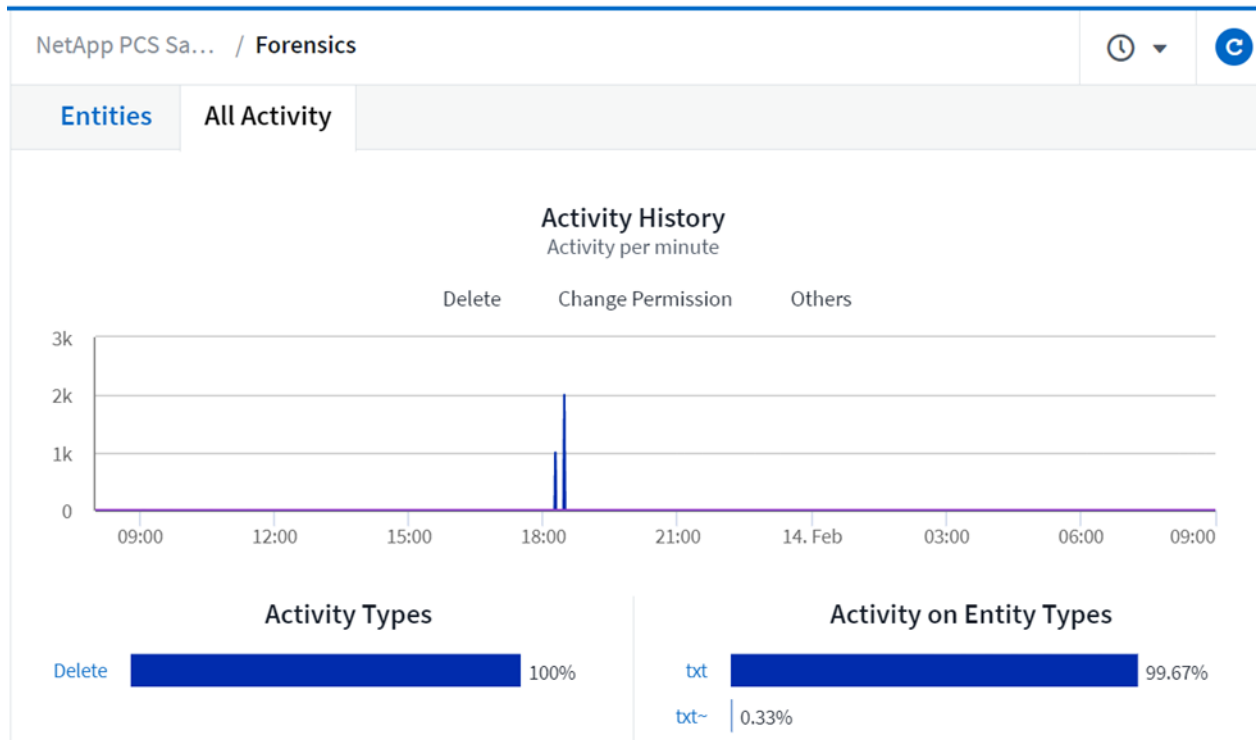 NetApp PCS Sa... / Forensics
Entities All Activity
Activity History
Activity per minute
Delete Change Permission Others
3k
2k
1k
0
09:00 12:00 15:00 18:00 21:00 14. Feb 03:00 06:00 09:00
Activity Types
Delete 100%
Activity on Entity Types
txt 99.67%
txt~ 0.33%